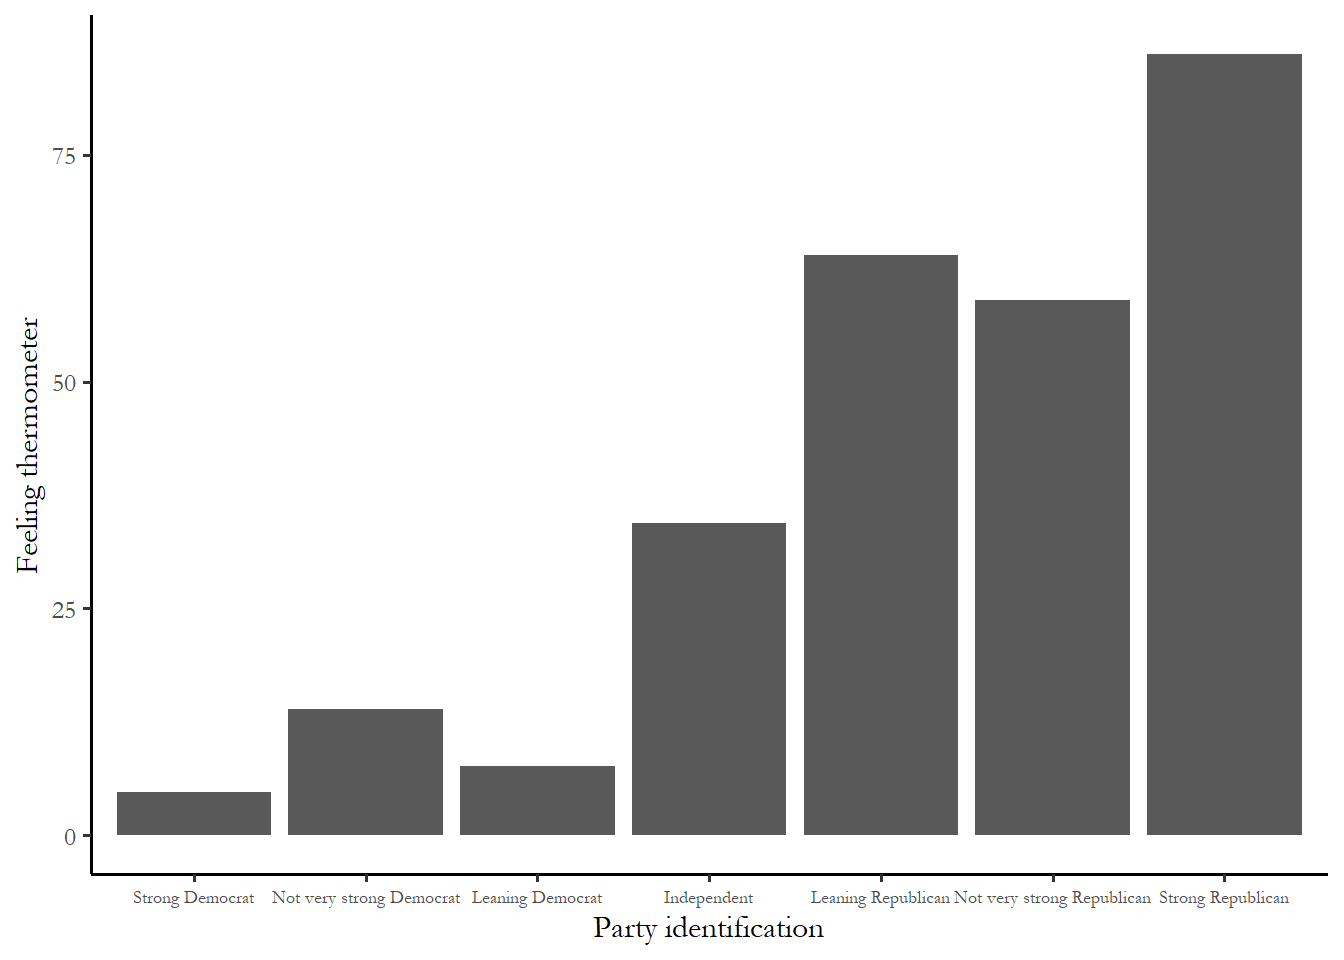 Feeling thermometer
75
50
25
0
Strong Democrat
Not very strong Democrat
Leaning Democrat
Independent
Leaning Republican
Not very strong Republican
Strong Republican
Party identification